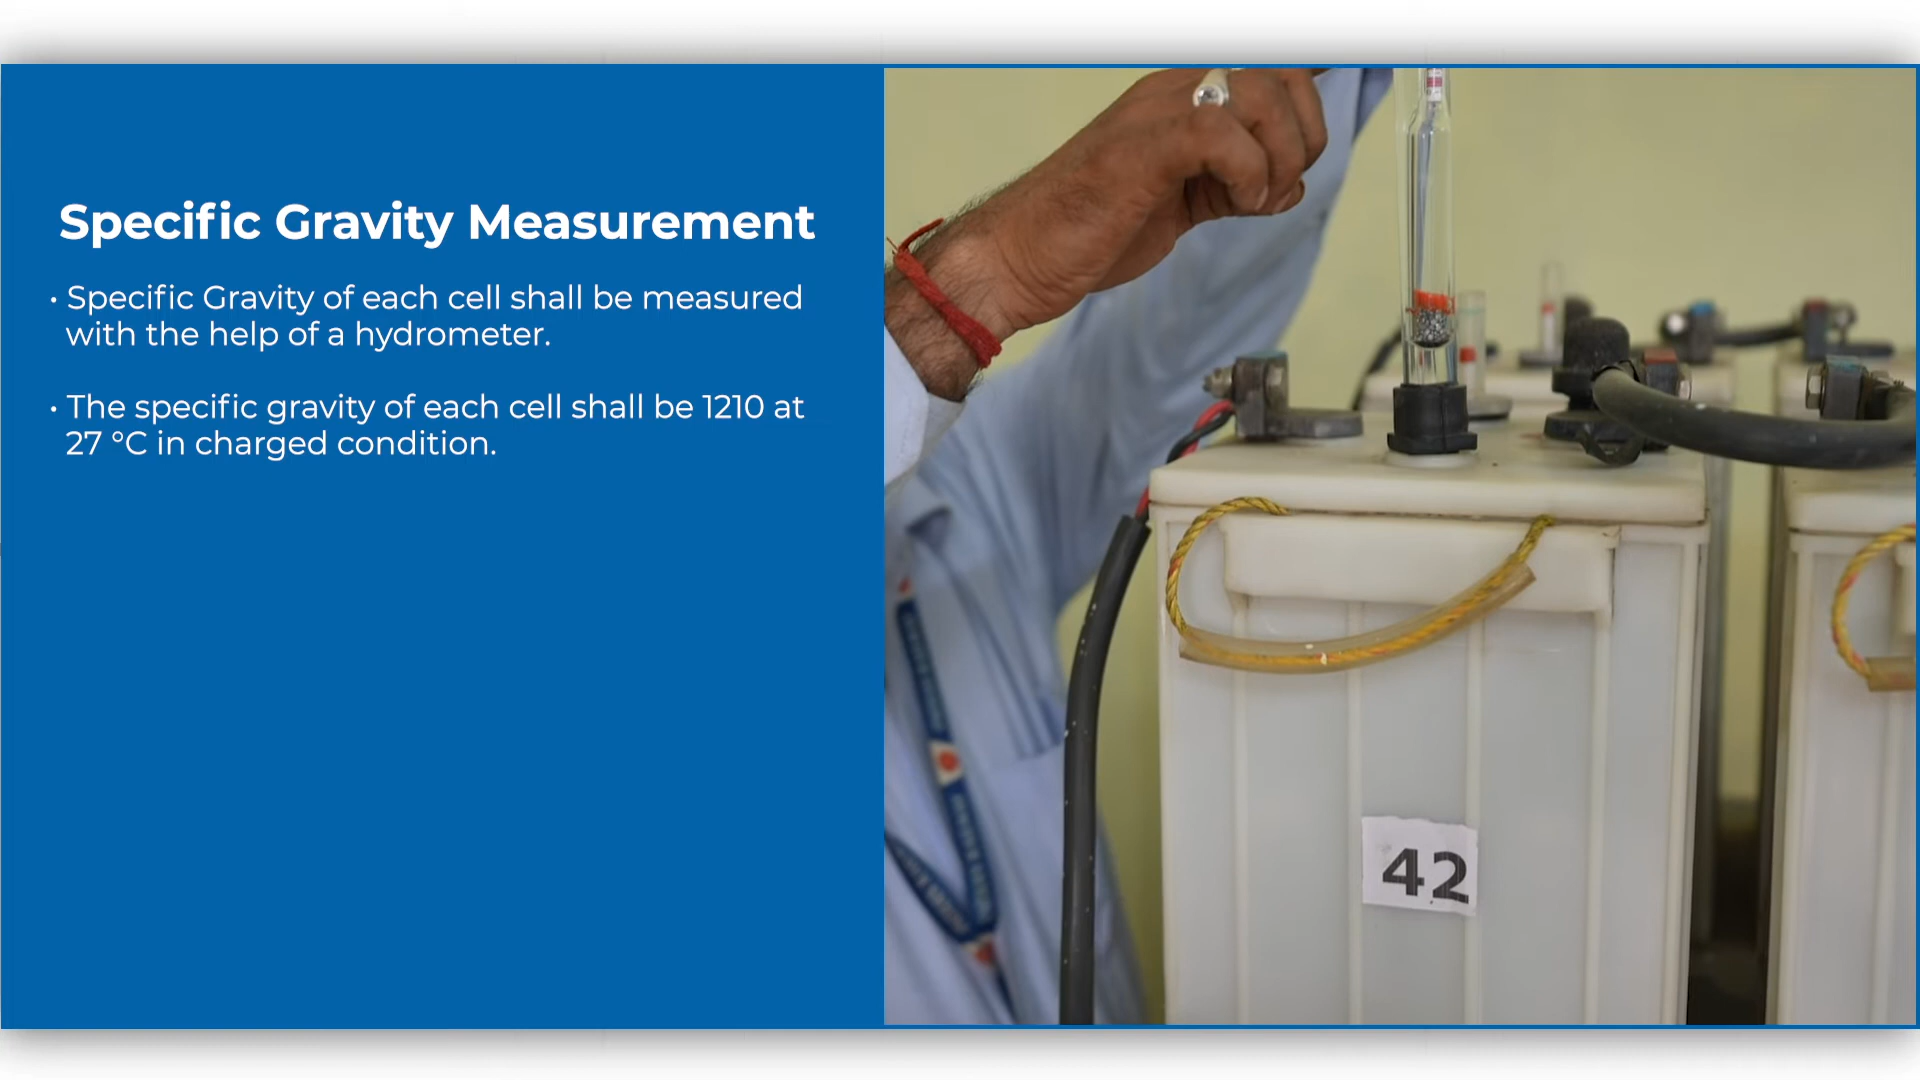 Specific Gravity Measurement
• Specific Gravity of each cell shall be measured
with the help of a hydrometer.
• The specific gravity of each cell shall be 1210 at
27 °C in charged condition.
42